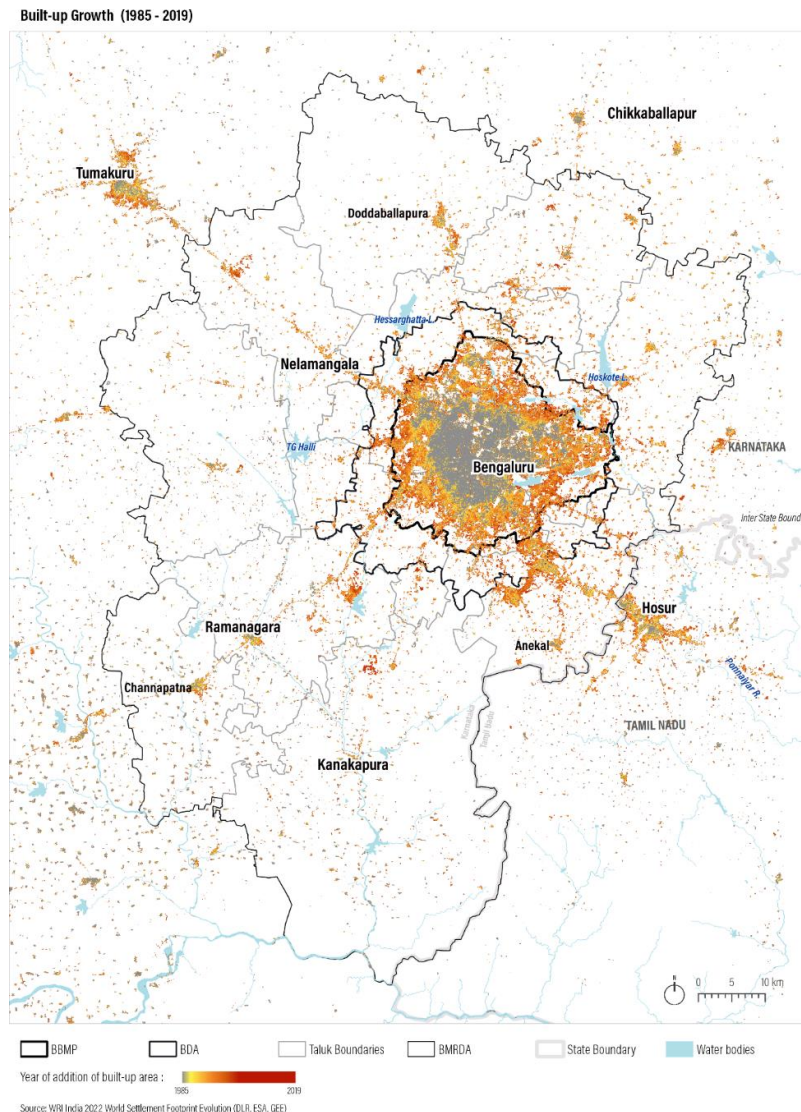 Built-up Growth (1985 - 2019)
Chikkaballapur
Tumakuru
Doddaballapura
Hessarghatta L.
Nelamangala
Hoskote L.
TG Halli
KARNATAKA
Bengaluru
Inter State Bound
Hosur
Ramanagara
Anekal
Channapatna
Ponnaiyar R.
Karnataka
Tamil Nadu
TAMIL NADU
Kanakapura
N
0 5 10 km
BBMP BDA Taluk Boundaries BMRDA State Boundary Water bodies
Year of addition of built-up area :
1985 2019
Source: WRI India 2022 World Settlement Footprint Evolution (DLR, ESA, GEE)